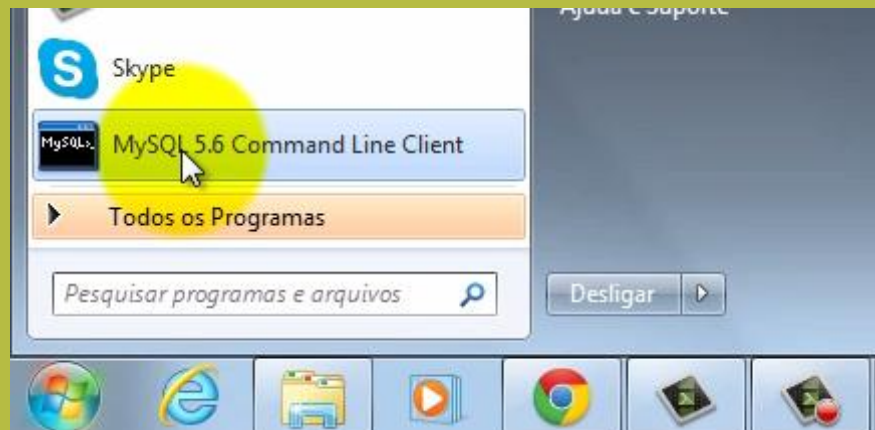 Ajuda e Suporte
Skype
MySQL 5.6 Command Line Client
Todos os Programas
Pesquisar programas e arquivos
Desligar